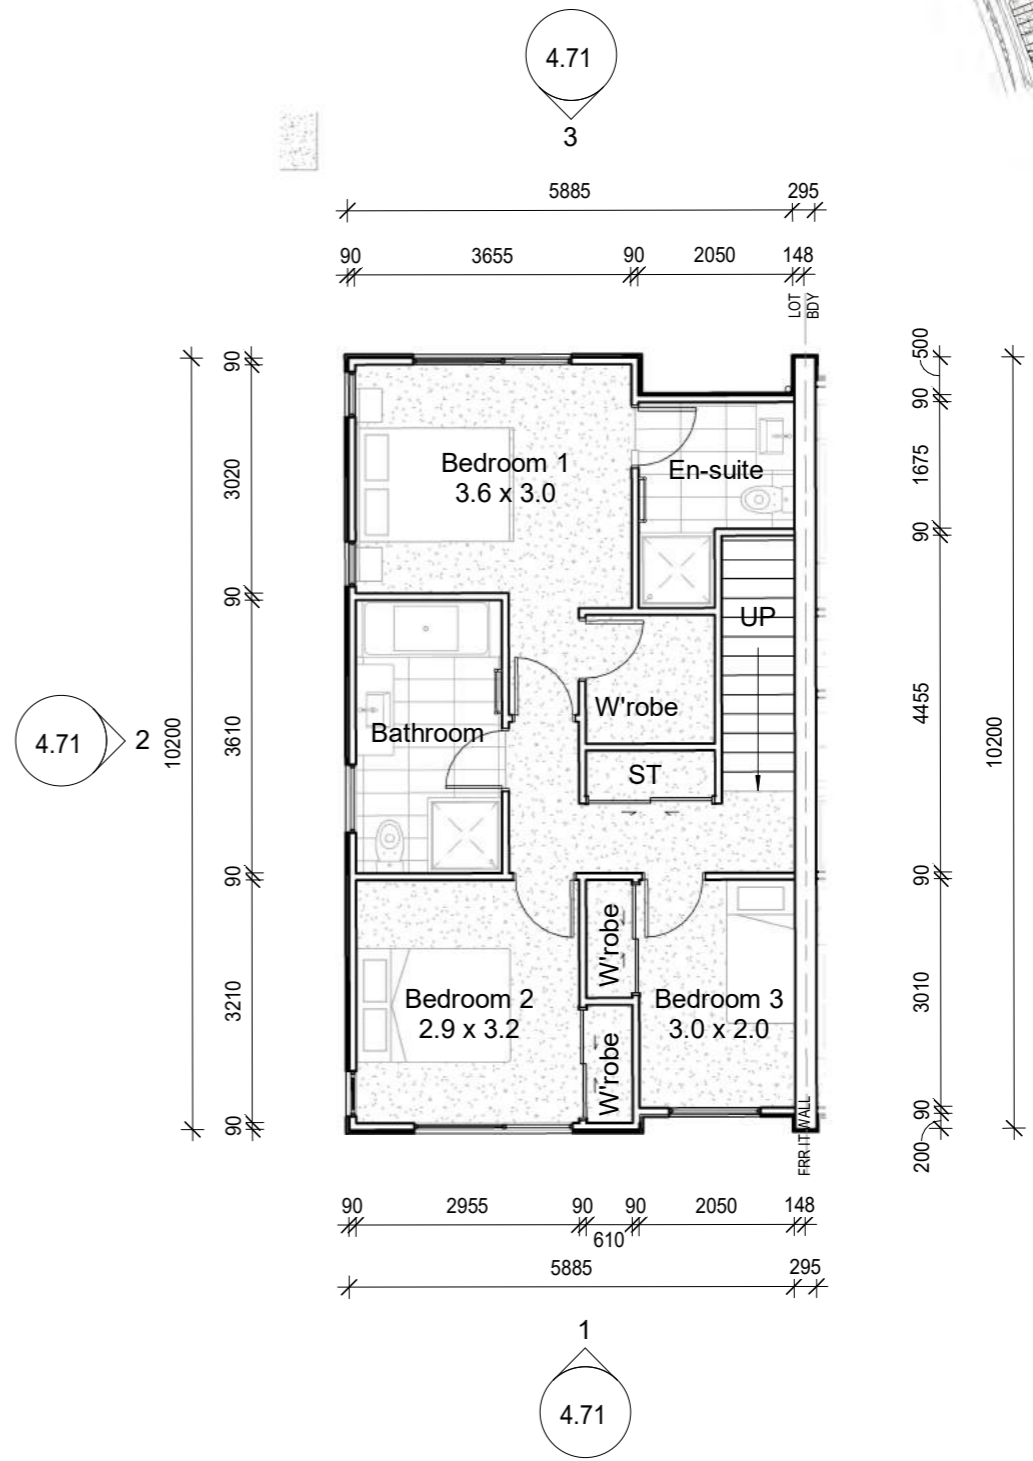 4.71
3
5885 295
90 3655 90 2050 148
LOT
BDY
90
3020
90
3610
90
3210
90
10200
500
90
1675
90
4455
90
3010
90
200
10200
4.71
2
Bedroom 1
3.6 x 3.0
En-suite
UP
W'robe
Bathroom
ST
W'robe
Bedroom 2
2.9 x 3.2
Bedroom 3
3.0 x 2.0
W'robe
FRR IT WALL
90 2955 90 90 2050 148
610
5885 295
1
4.71